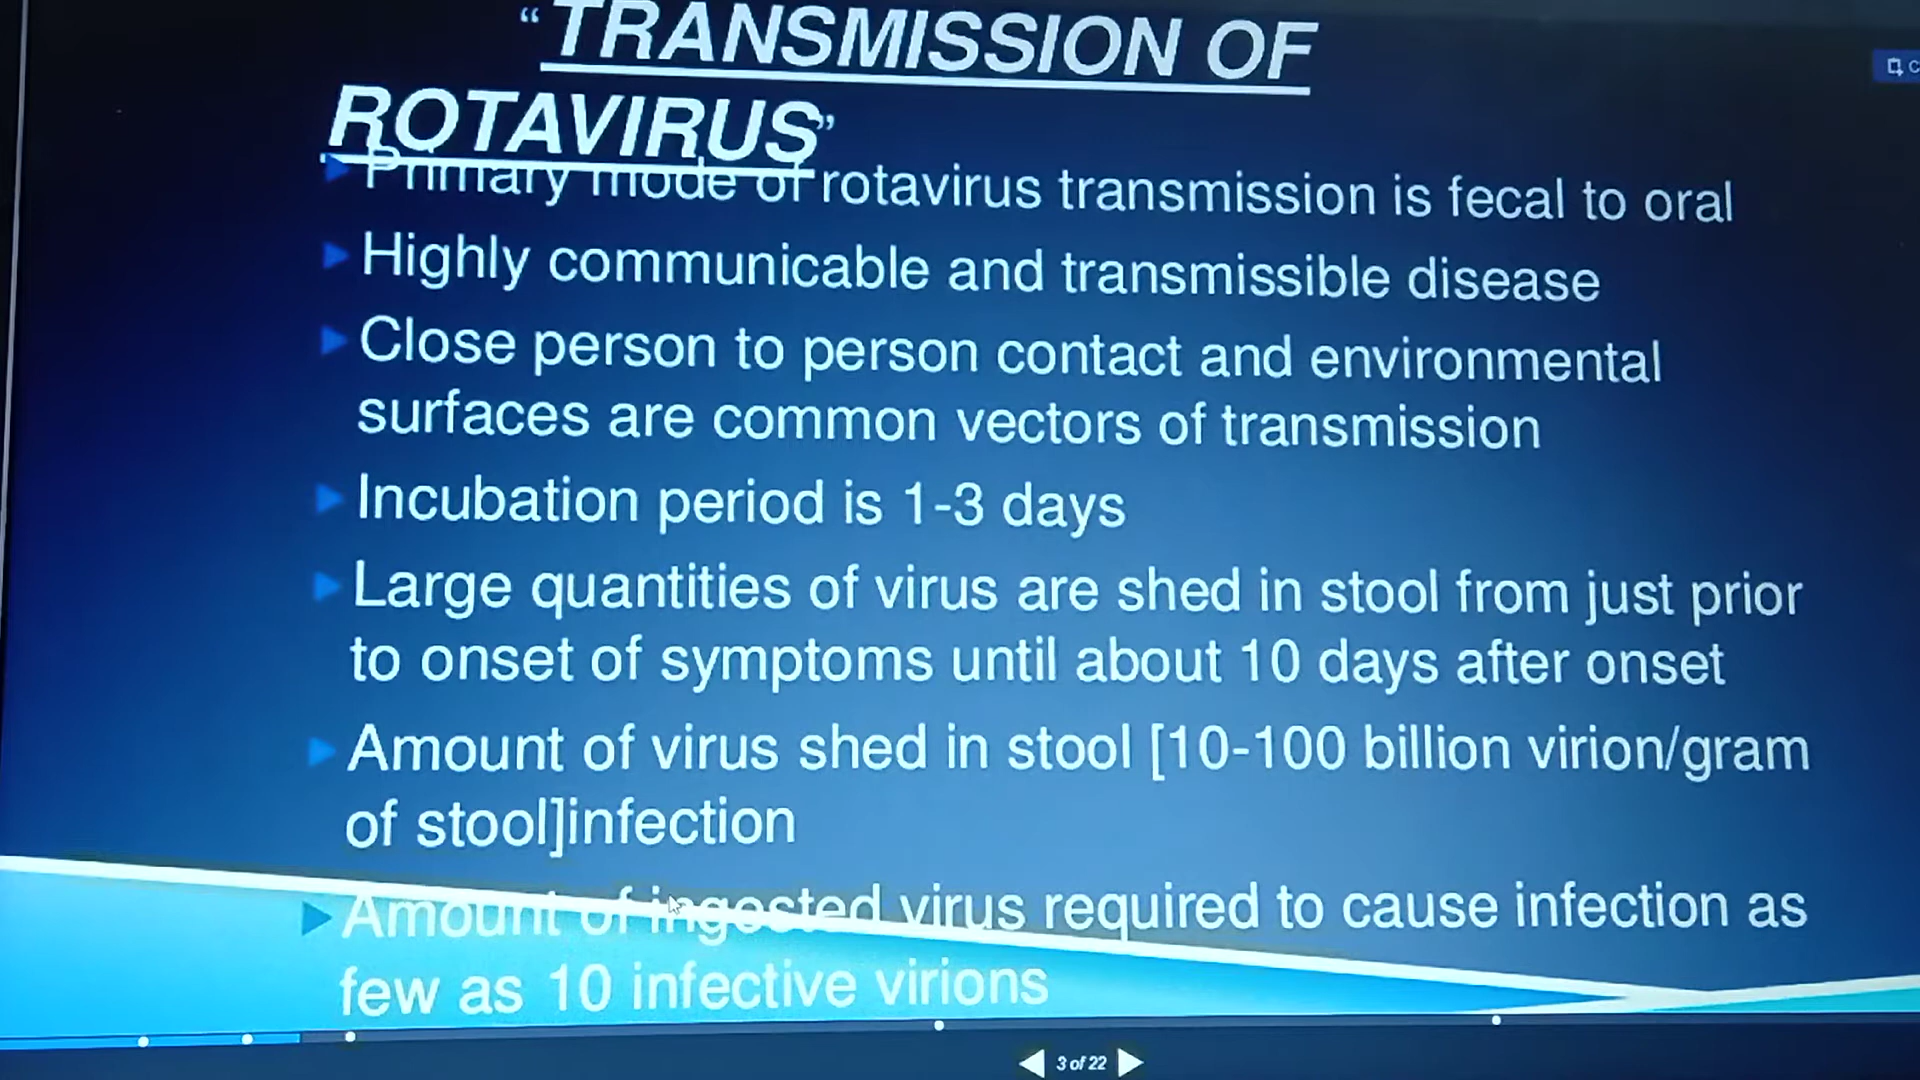 “TRANSMISSION OF
ROTAVIRUS”
Primary mode of rotavirus transmission is fecal to oral
Highly communicable and transmissible disease
Close person to person contact and environmental
surfaces are common vectors of transmission
Incubation period is 1-3 days
Large quantities of virus are shed in stool from just prior
to onset of symptoms until about 10 days after onset
Amount of virus shed in stool [10-100 billion virion/gram
of stool]infection
Amount of ingested virus required to cause infection as
few as 10 infective virions
3 of 22